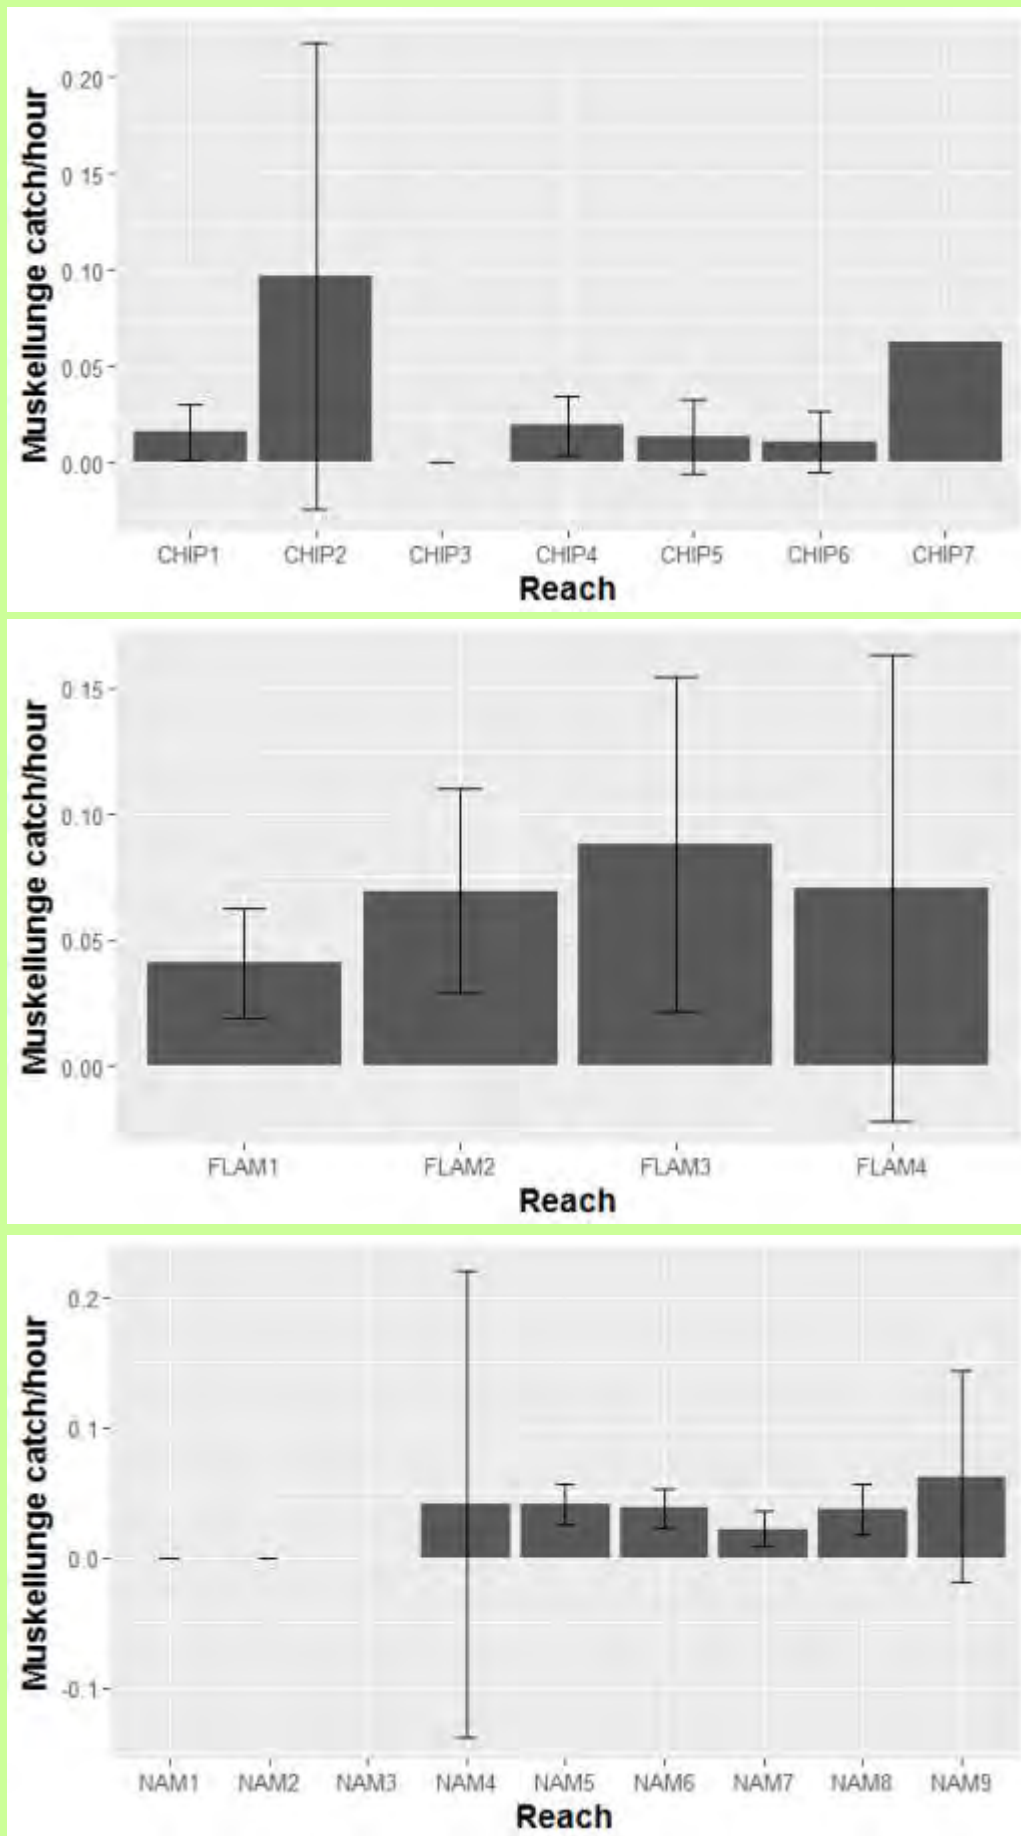 Muskellunge catch/hour
0.20
0 15
0.10
0.05
0.00
CHIP1 CHIP2 CHIP3 CHIP4 CHIP5 CHIP6 CHIP7
Reach
Muskellunge catch/hour
0.15
0.10
0.05
0.00
FLAM1 FLAM2 FLAM3 FLAM4
Reach
Muskellunge catch/hour
0.2
0.1
0.0
-0.1
NAM1 NAM2 NAM3 NAM4 NAM5 NAM6 NAM7 NAM8 NAM9
Reach